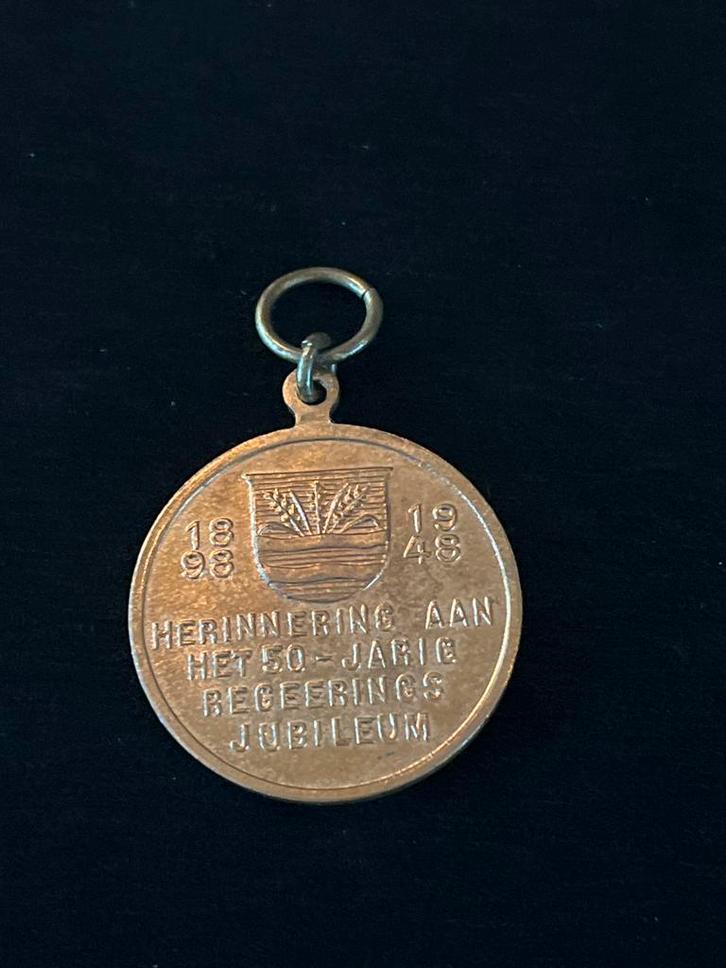 18 19
98 48
HERINNERING AAN
HET 50-JARIG
REGEERINGS
JUBILEUM